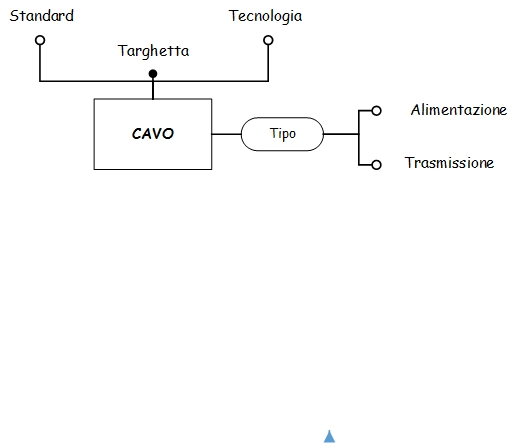 Standard
Tecnologia
Targhetta
CAVO
Tipo
Alimentazione
Trasmissione